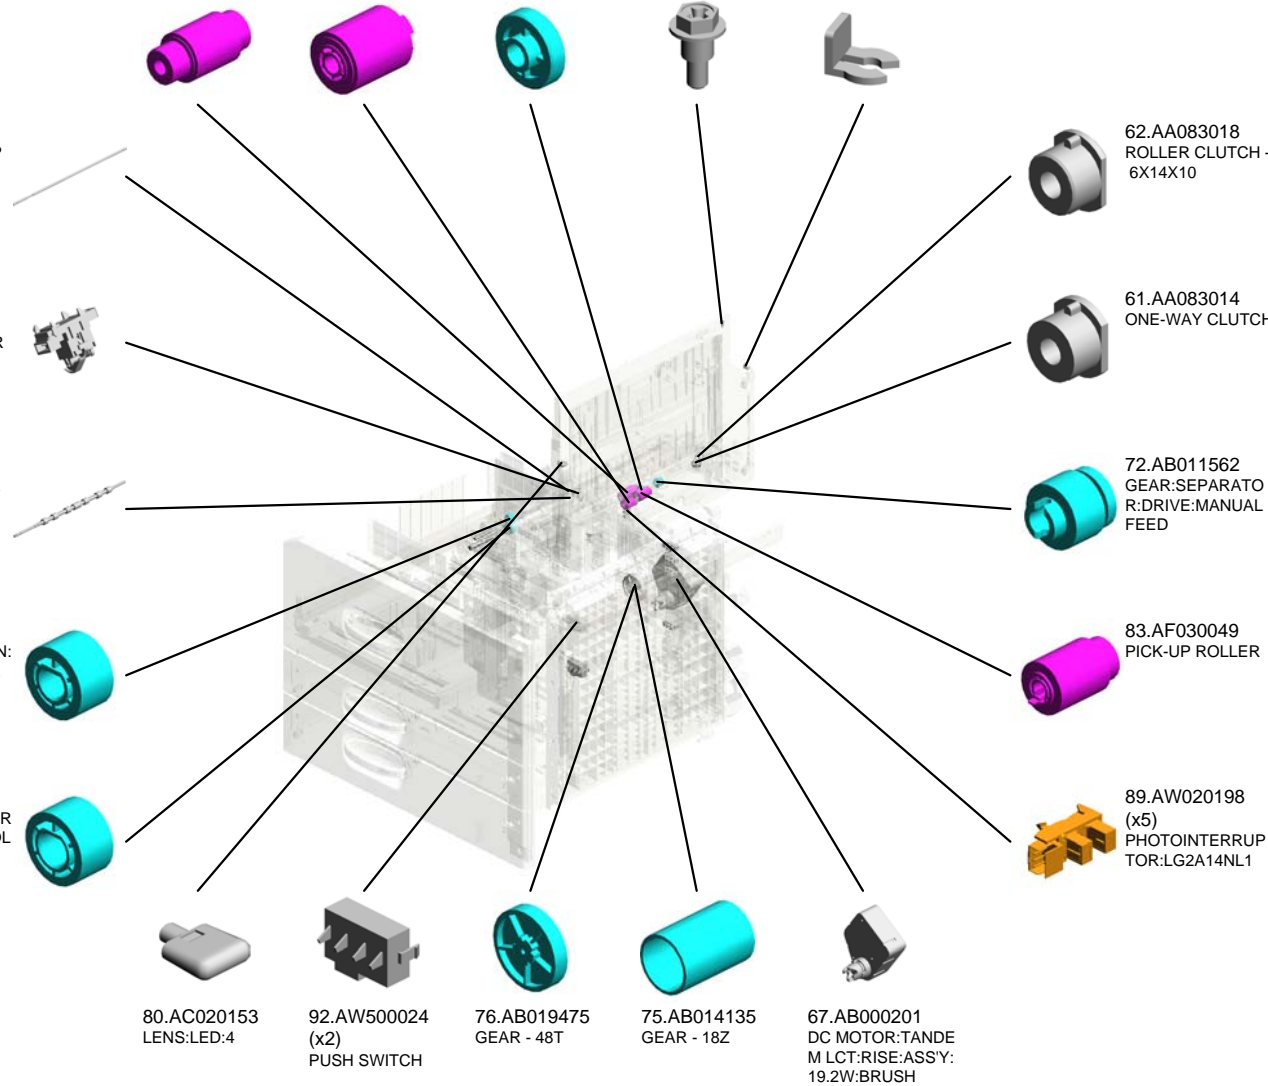 62.AA083018
ROLLER CLUTCH -
6X14X10
61.AA083014
ONE-WAY CLUTCH
R
72.AB011562
GEAR:SEPARATO
R:DRIVE:MANUAL
FEED
N:
83.AF030049
PICK-UP ROLLER
R
OL
89.AW020198
(x5)
PHOTOINTERRUP
TOR:LG2A14NL1
80.AC020153
LENS:LED:4
92.AW500024
(x2)
PUSH SWITCH
76.AB019475
GEAR - 48T
75.AB014135
GEAR - 18Z
67.AB000201
DC MOTOR:TANDE
M LCT:RISE:ASS'Y:
19.2W:BRUSH